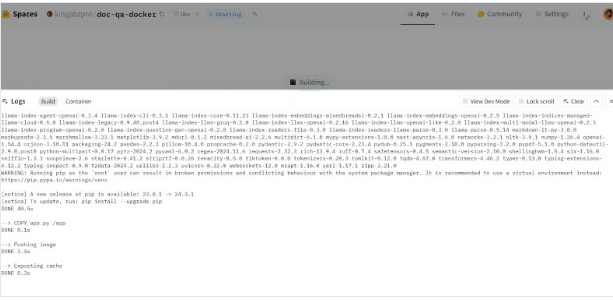 Spaces kingabzpro/doc-qa-docker like Starting App Files Community Settings
Building…
Logs Build Container View Dev Mode Lock scroll Clear
llama-index-agent-openai-0.3.4 llama-index-cli-0.3.1 llama-index-core-0.11.23 llama-index-embeddings-mixedbreadai-0.2.1 llama-index-embeddings-openai-0.2.5 llama-index-indices-managed-
llama-cloud-0.5.0 llama-index-legacy-0.9.48.post4 llama-index-llms-groq-0.2.0 llama-index-llms-openai-0.2.16 llama-index-llms-openai-like-0.2.0 llama-index-multi-modal-llms-openai-0.2.3
llama-index-program-openai-0.2.0 llama-index-question-gen-openai-0.2.0 llama-index-readers-file-0.3.0 llama-index-readers-llama-parse-0.3.0 llama-parse-0.5.14 markdown-it-py-3.0.0
markupsafe-2.1.5 marshmallow-3.23.1 matplotlib-3.9.2 mdurl-0.1.2 mixedbread-ai-2.2.6 multidict-6.1.0 mypy-extensions-1.0.0 nest-asyncio-1.6.0 networkx-3.2.1 nltk-3.9.1 numpy-1.26.4 openai-
1.54.4 orjson-3.10.11 packaging-24.2 pandas-2.2.3 pillow-10.4.0 propcache-0.2.0 pydantic-2.9.2 pydantic-core-2.23.4 pydub-0.25.1 pygments-2.18.0 pyparsing-3.2.0 pypdf-5.1.0 python-dateutil-
2.9.0.post0 python-multipart-0.0.17 pytz-2024.2 pyyaml-6.0.2 regex-2024.11.6 requests-2.32.3 rich-13.9.4 ruff-0.7.4 safetensors-0.4.5 semantic-version-2.10.0 shellingham-1.5.4 six-1.16.0
sniffio-1.3.1 soupsieve-2.6 starlette-0.41.2 striprtf-0.0.26 tenacity-8.5.0 tiktoken-0.8.0 tokenizers-0.20.3 tomlkit-0.12.0 tqdm-4.67.0 transformers-4.46.2 typer-0.13.0 typing-extensions-
4.12.2 typing-inspect-0.9.0 tzdata-2024.2 urllib3-2.2.3 uvicorn-0.32.0 websockets-12.0 wrapt-1.16.0 yarl-1.17.1 zipp-3.21.0
WARNING: Running pip as the 'root' user can result in broken permissions and conflicting behaviour with the system package manager. It is recommended to use a virtual environment instead:
https://pip.pypa.io/warnings/venv
[notice] A new release of pip is available: 23.0.1 -> 24.3.1
[notice] To update, run: pip install --upgrade pip
DONE 40.5s
--> COPY app.py /app
DONE 0.1s
--> Pushing image
DONE 3.9s
--> Exporting cache
DONE 0.3s